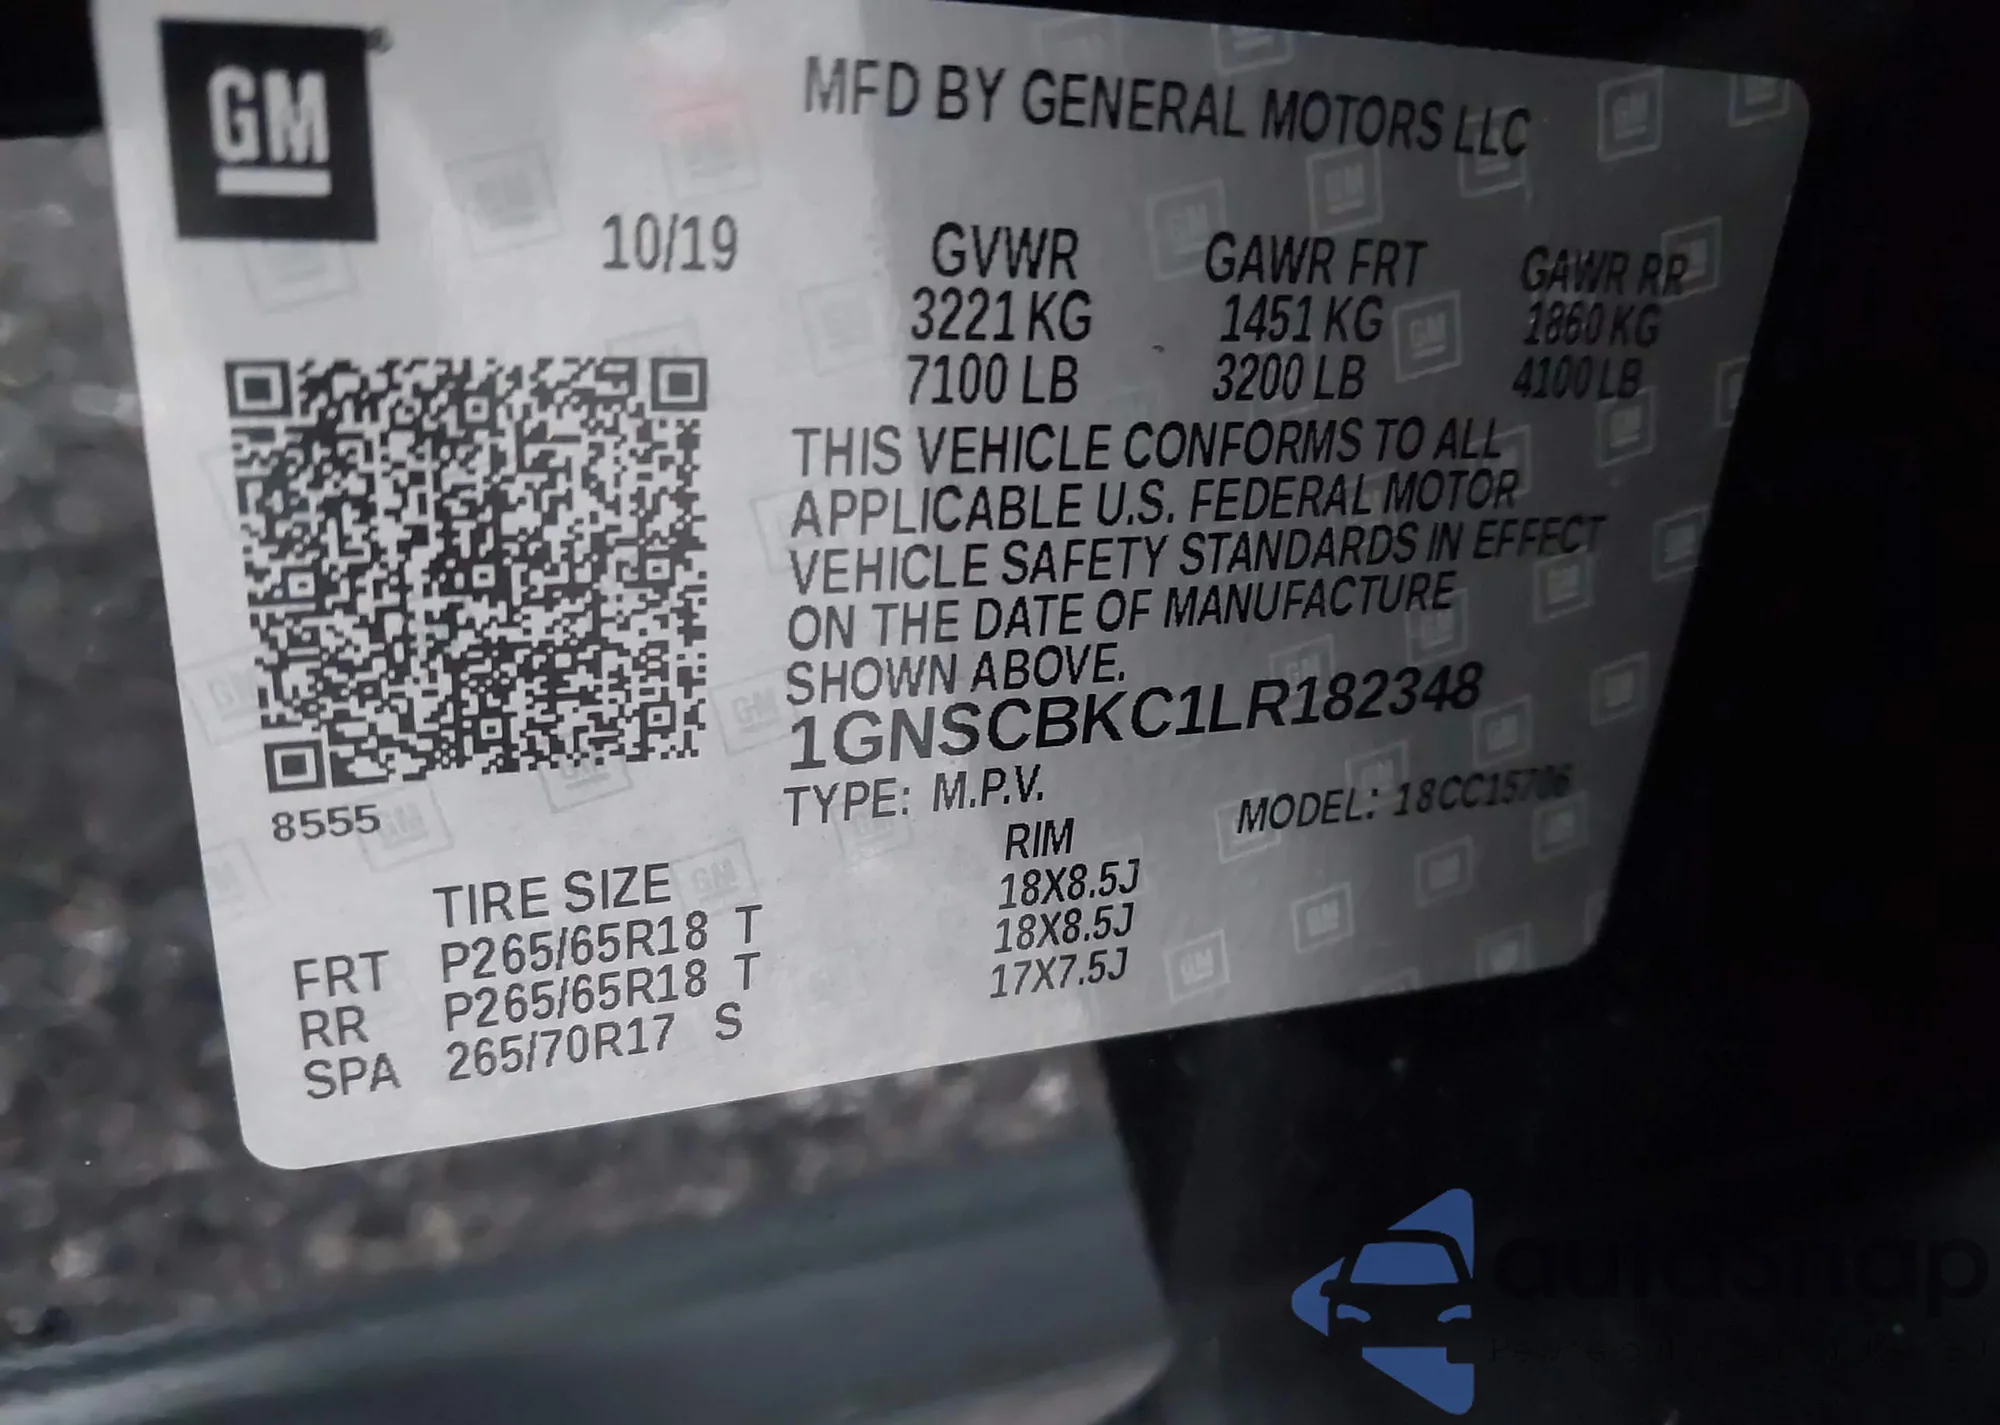 GM
MFD BY GENERAL MOTORS LLC
10/19
GVWR GAWR FRT GAWR RR
3221 KG 1451 KG 1860 KG
7100 LB 3200 LB 4100 LB
THIS VEHICLE CONFORMS TO ALL
APPLICABLE U.S. FEDERAL MOTOR
VEHICLE SAFETY STANDARDS IN EFFECT
ON THE DATE OF MANUFACTURE
SHOWN ABOVE.
1GNSCBKC1LR182348
TYPE: M.P.V. MODEL: 18CC15706
8555
TIRE SIZE RIM
FRT P265/65R18 T 18X8.5J
RR P265/65R18 T 18X8.5J
SPA 265/70R17 S 17X7.5J